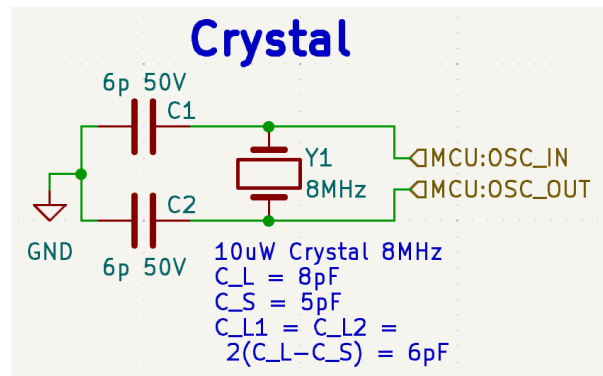 Crystal
6p 50V
C1
Y1
8MHz
MCU:OSC_IN
MCU:OSC_OUT
C2
GND
6p 50V
10uW Crystal 8MHz
C_L = 8pF
C_S = 5pF
C_L1 = C_L2 =
2(C_L-C_S) = 6pF